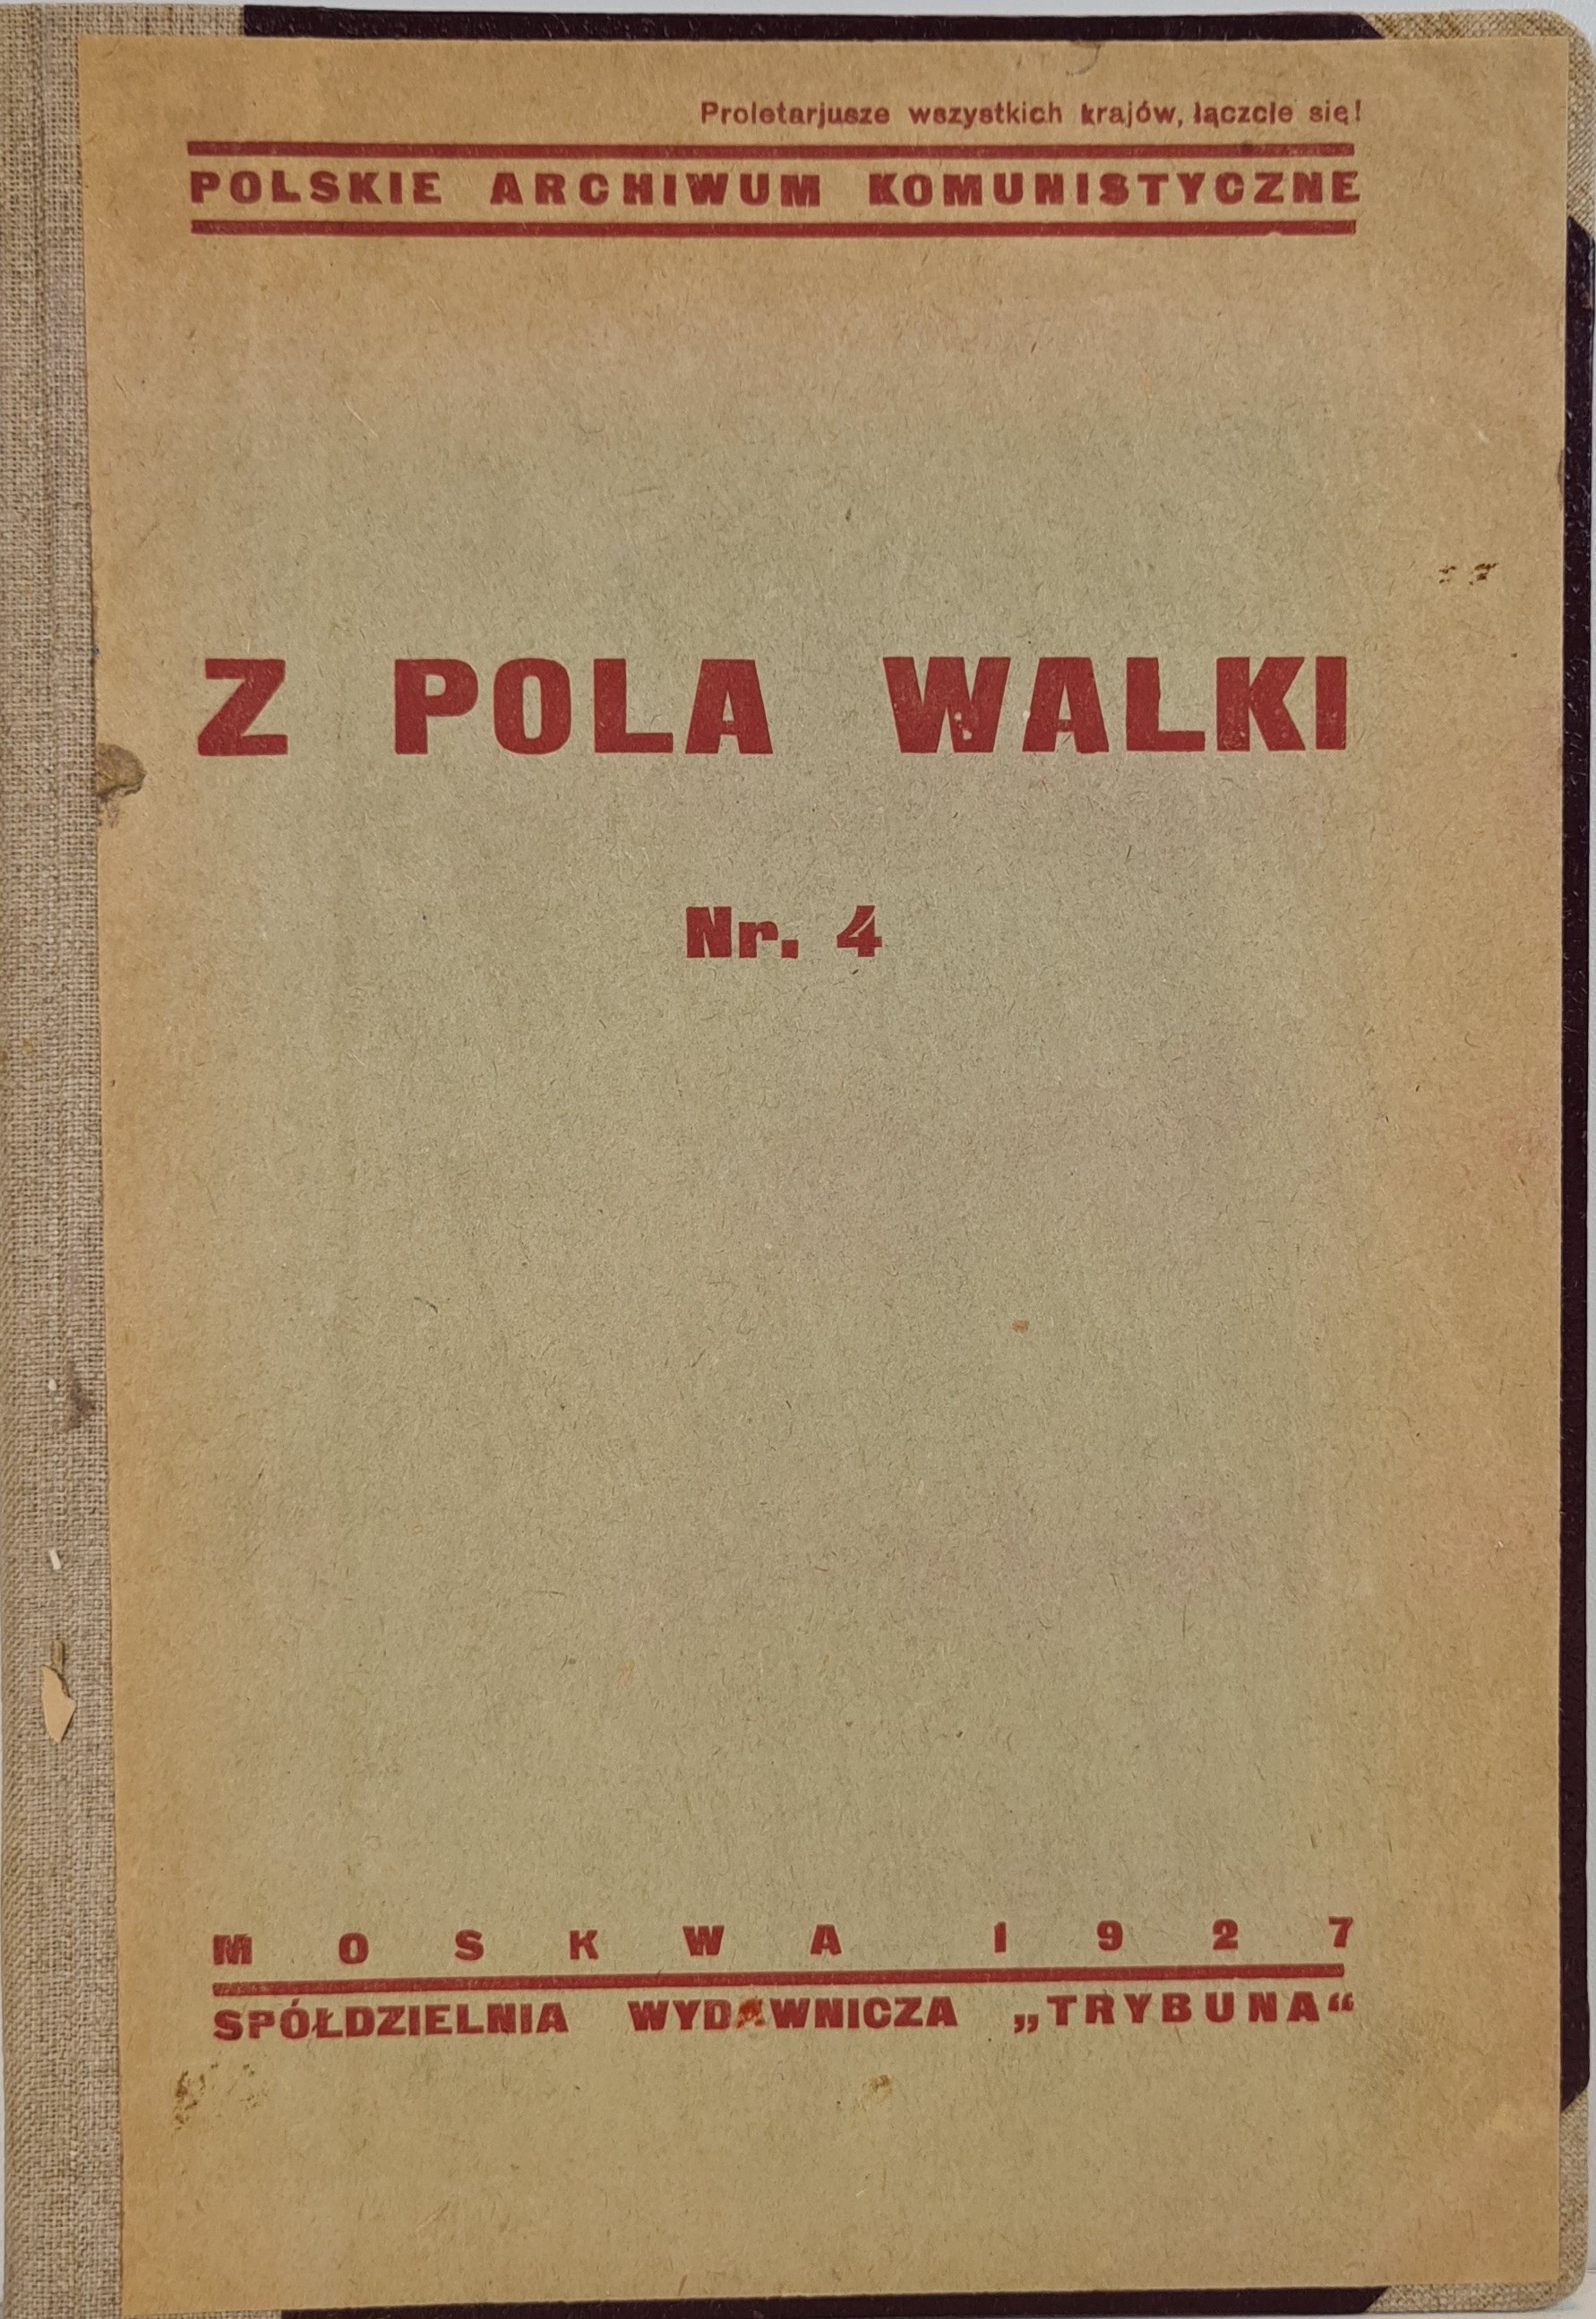 Proletarjusze wszystkich krajów, łączcie się!
POLSKIE ARCHIWUM KOMUNISTYCZNE
Z POLA WALKI
Nr. 4
MOSKWA 1927
SPÓŁDZIELNIA WYDAWNICZA „TRYBUNA“